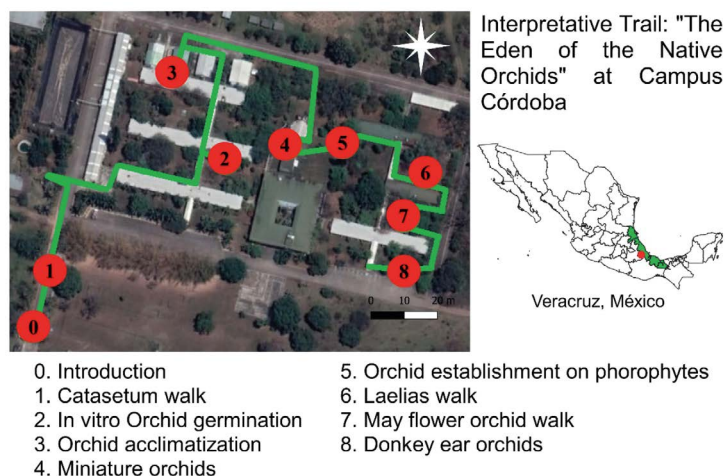 Interpretative Trail: "The
Eden of the Native
Orchids" at Campus
Córdoba
3
4
5
2
6
7
1
8
0
0 10 20 m
Veracruz, México
0. Introduction
1. Catasetum walk
2. In vitro Orchid germination
3. Orchid acclimatization
4. Miniature orchids
5. Orchid establishment on phorophytes
6. Laelias walk
7. May flower orchid walk
8. Donkey ear orchids